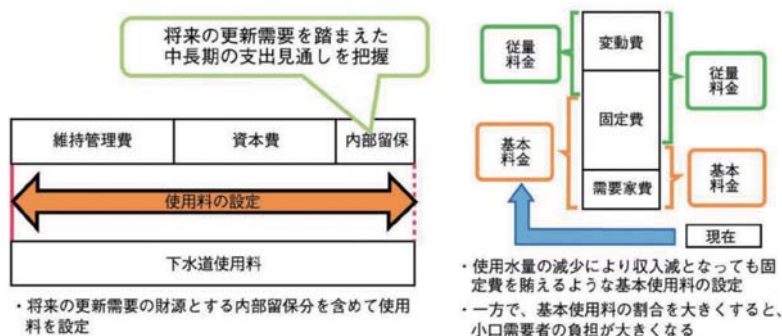 将来の更新需要を踏まえた
中長期の支出見通しを把握
維持管理費
資本費
内部留保
使用料の設定
下水道使用料
・将来の更新需要の財源とする内部留保分を含めて使用
料を設定
従量
料金
変動費
固定費
需要家費
基本
料金
従量
料金
基本
料金
現在
・使用水量の減少により収入減となっても固
定費を賄えるような基本使用料の設定
・一方で、基本使用料の割合を大きくすると、
小口需要者の負担が大きくなる